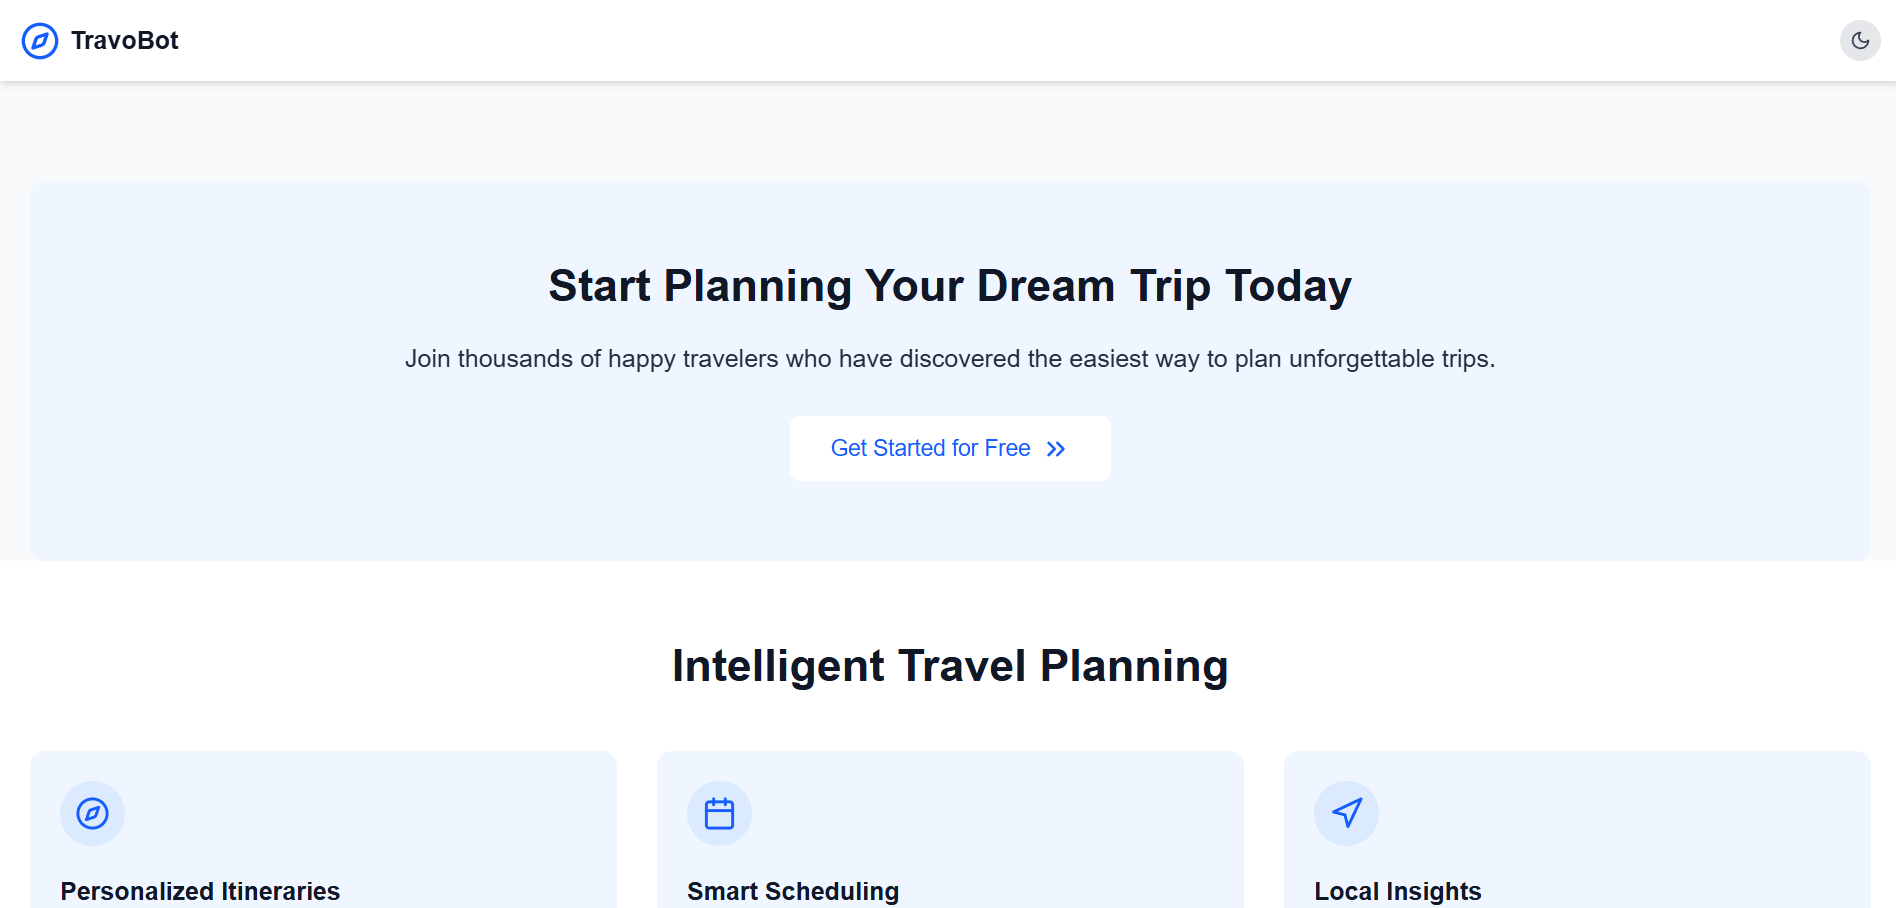 TravoBot
Start Planning Your Dream Trip Today
Join thousands of happy travelers who have discovered the easiest way to plan unforgettable trips.
Get Started for Free
Intelligent Travel Planning
Personalized Itineraries
Smart Scheduling
Local Insights